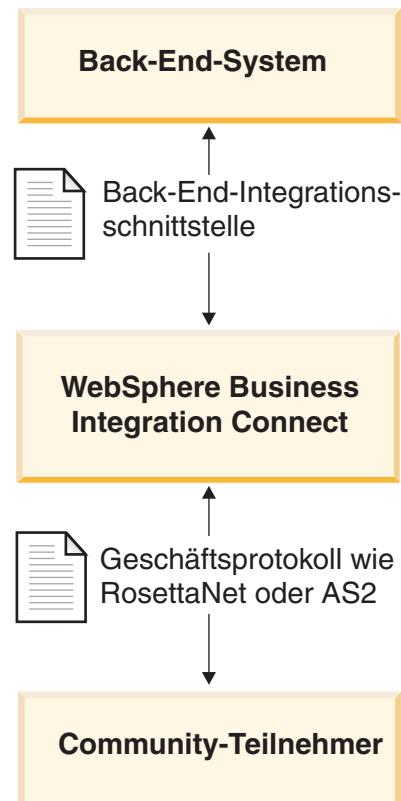 Back-End-System
Back-End-Integrations-
schnittstelle
WebSphere Business
Integration Connect
Geschäftsprotokoll wie
RosettaNet oder AS2
Community-Teilnehmer